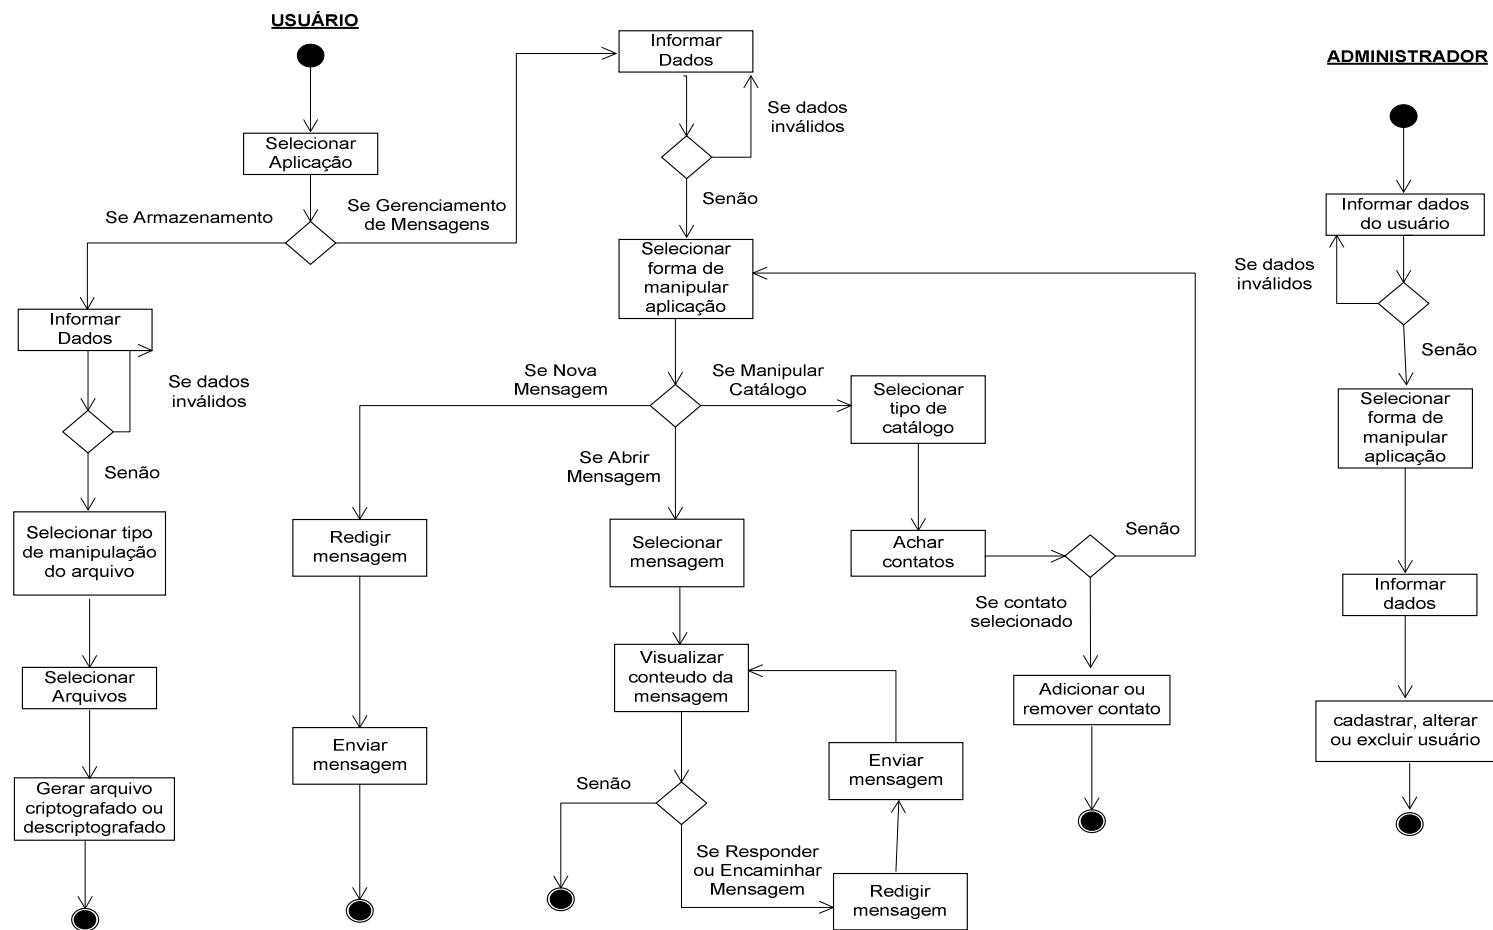 USUÁRIO
Informar
Dados
ADMINISTRADOR
Se dados
inválidos
Selecionar
Aplicação
Se Armazenamento
Se Gerenciamento
de Mensagens
Senão
Informar dados
do usuário
Selecionar
forma de
manipular
aplicação
Se dados
inválidos
Informar
Dados
Senão
Se dados
inválidos
Se Nova
Mensagem
Se Manipular
Catálogo
Selecionar
tipo de
catálogo
Selecionar
forma de
manipular
aplicação
Senão
Se Abrir
Mensagem
Selecionar tipo
de manipulação
do arquivo
Redigir
mensagem
Selecionar
mensagem
Achar
contatos
Senão
Informar
dados
Se contato
selecionado
Selecionar
Arquivos
Visualizar
conteudo da
mensagem
Adicionar ou
remover contato
cadastrar, alterar
ou excluir usuário
Enviar
mensagem
Enviar
mensagem
Senão
Gerar arquivo
criptografado ou
descriptografado
Se Responder
ou Encaminhar
Mensagem
Redigir
mensagem